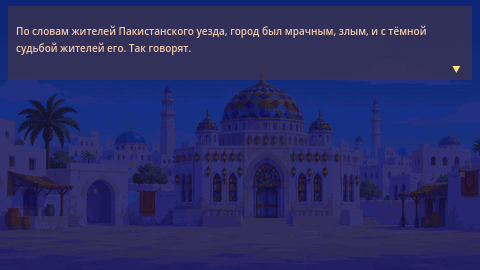 По словам жителей Пакистанского уезда, город был мрачным, злым, и с тёмной
судьбой жителей его. Так говорят.